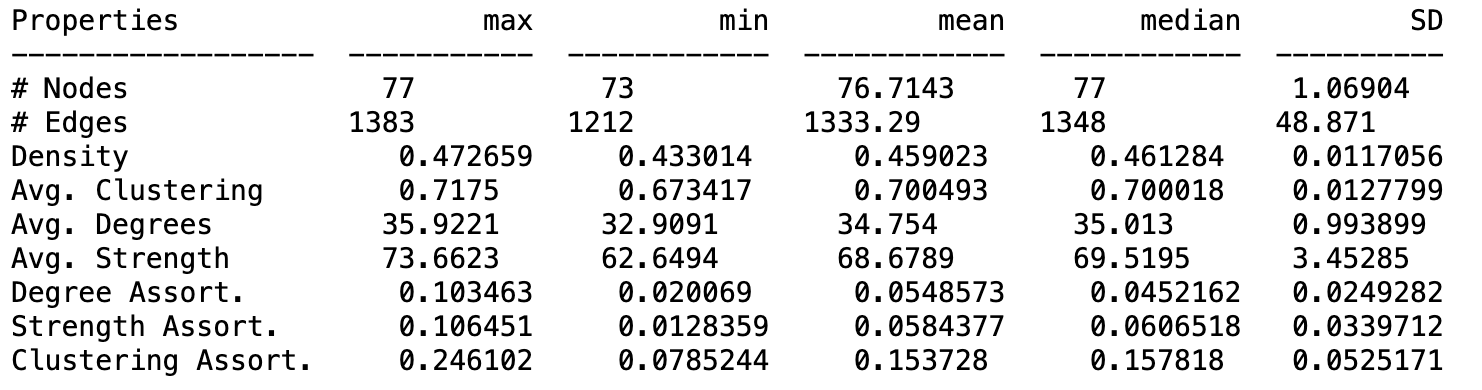 Properties max min mean median SD
------------------ ----------- ------------ ------------ ------------ ----------
# Nodes 77 73 76.7143 77 1.06904
# Edges 1383 1212 1333.29 1348 48.871
Density 0.472659 0.433014 0.459023 0.461284 0.0117056
Avg. Clustering 0.7175 0.673417 0.700493 0.700018 0.0127799
Avg. Degrees 35.9221 32.9091 34.754 35.013 0.993899
Avg. Strength 73.6623 62.6494 68.6789 69.5195 3.45285
Degree Assort. 0.103463 0.020069 0.0548573 0.0452162 0.0249282
Strength Assort. 0.106451 0.0128359 0.0584377 0.0606518 0.0339712
Clustering Assort. 0.246102 0.0785244 0.153728 0.157818 0.0525171